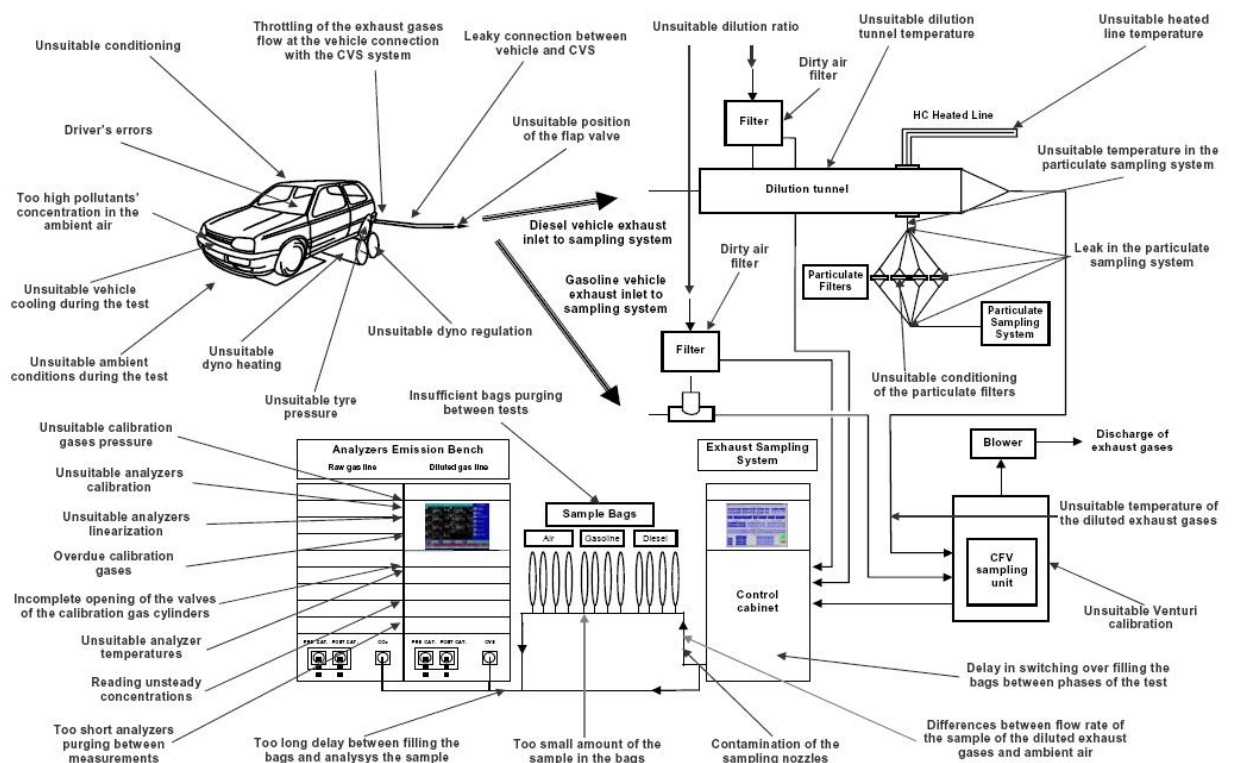 Unsuitable conditioning
Throttling of the exhaust gases
flow at the vehicle connection
with the CVS system
Leaky connection between
vehicle and CVS
Unsuitable dilution ratio
Unsuitable dilution
tunnel temperature
Unsuitable heated
line temperature
Dirty air
filter
Filter
HC Heated Line
Driver's errors
Unsuitable position
of the flap valve
Unsuitable temperature in the
particulate sampling system
Too high pollutants'
concentration in the
ambient air
Dilution tunnel
Diesel vehicle exhaust
inlet to sampling system
Dirty air
filter
Leak in the particulate
sampling system
Particulate
Filters
Gasoline vehicle
exhaust inlet to
sampling system
Unsuitable vehicle
cooling during the test
Particulate
Sampling
System
Unsuitable dyno regulation
Unsuitable
dyno heating
Filter
Unsuitable ambient
conditions during the test
Unsuitable conditioning
of the particulate filters
Unsuitable tyre
pressure
Insufficient bags purging
between tests
Unsuitable calibration
gases pressure
Analyzers Emission Bench
Raw gas line
Diluted gas line
Exhaust Sampling
System
Blower
Discharge of
exhaust gases
Unsuitable analyzers
calibration
Sample Bags
Unsuitable analyzers
linearization
Air
Gasoline
Diesel
Unsuitable temperature of
the diluted exhaust gases
Overdue calibration
gases
CFV
sampling
unit
Incomplete opening of the valves
of the calibration gas cylinders
Control
cabinet
Unsuitable Venturi
calibration
Unsuitable analyzer
temperatures
PRE CAT.
POST CAT.
CO₂
PRE CAT.
POST CAT.
CVS
Reading unsteady
concentrations
Delay in switching over filling the
bags between phases of the test
Too short analyzers
purging between
measurements
Too long delay between filling the
bags and analysys the sample
Too small amount of the
sample in the bags
Contamination of the
sampling nozzles
Differences between flow rate of
the sample of the diluted exhaust
gases and ambient air